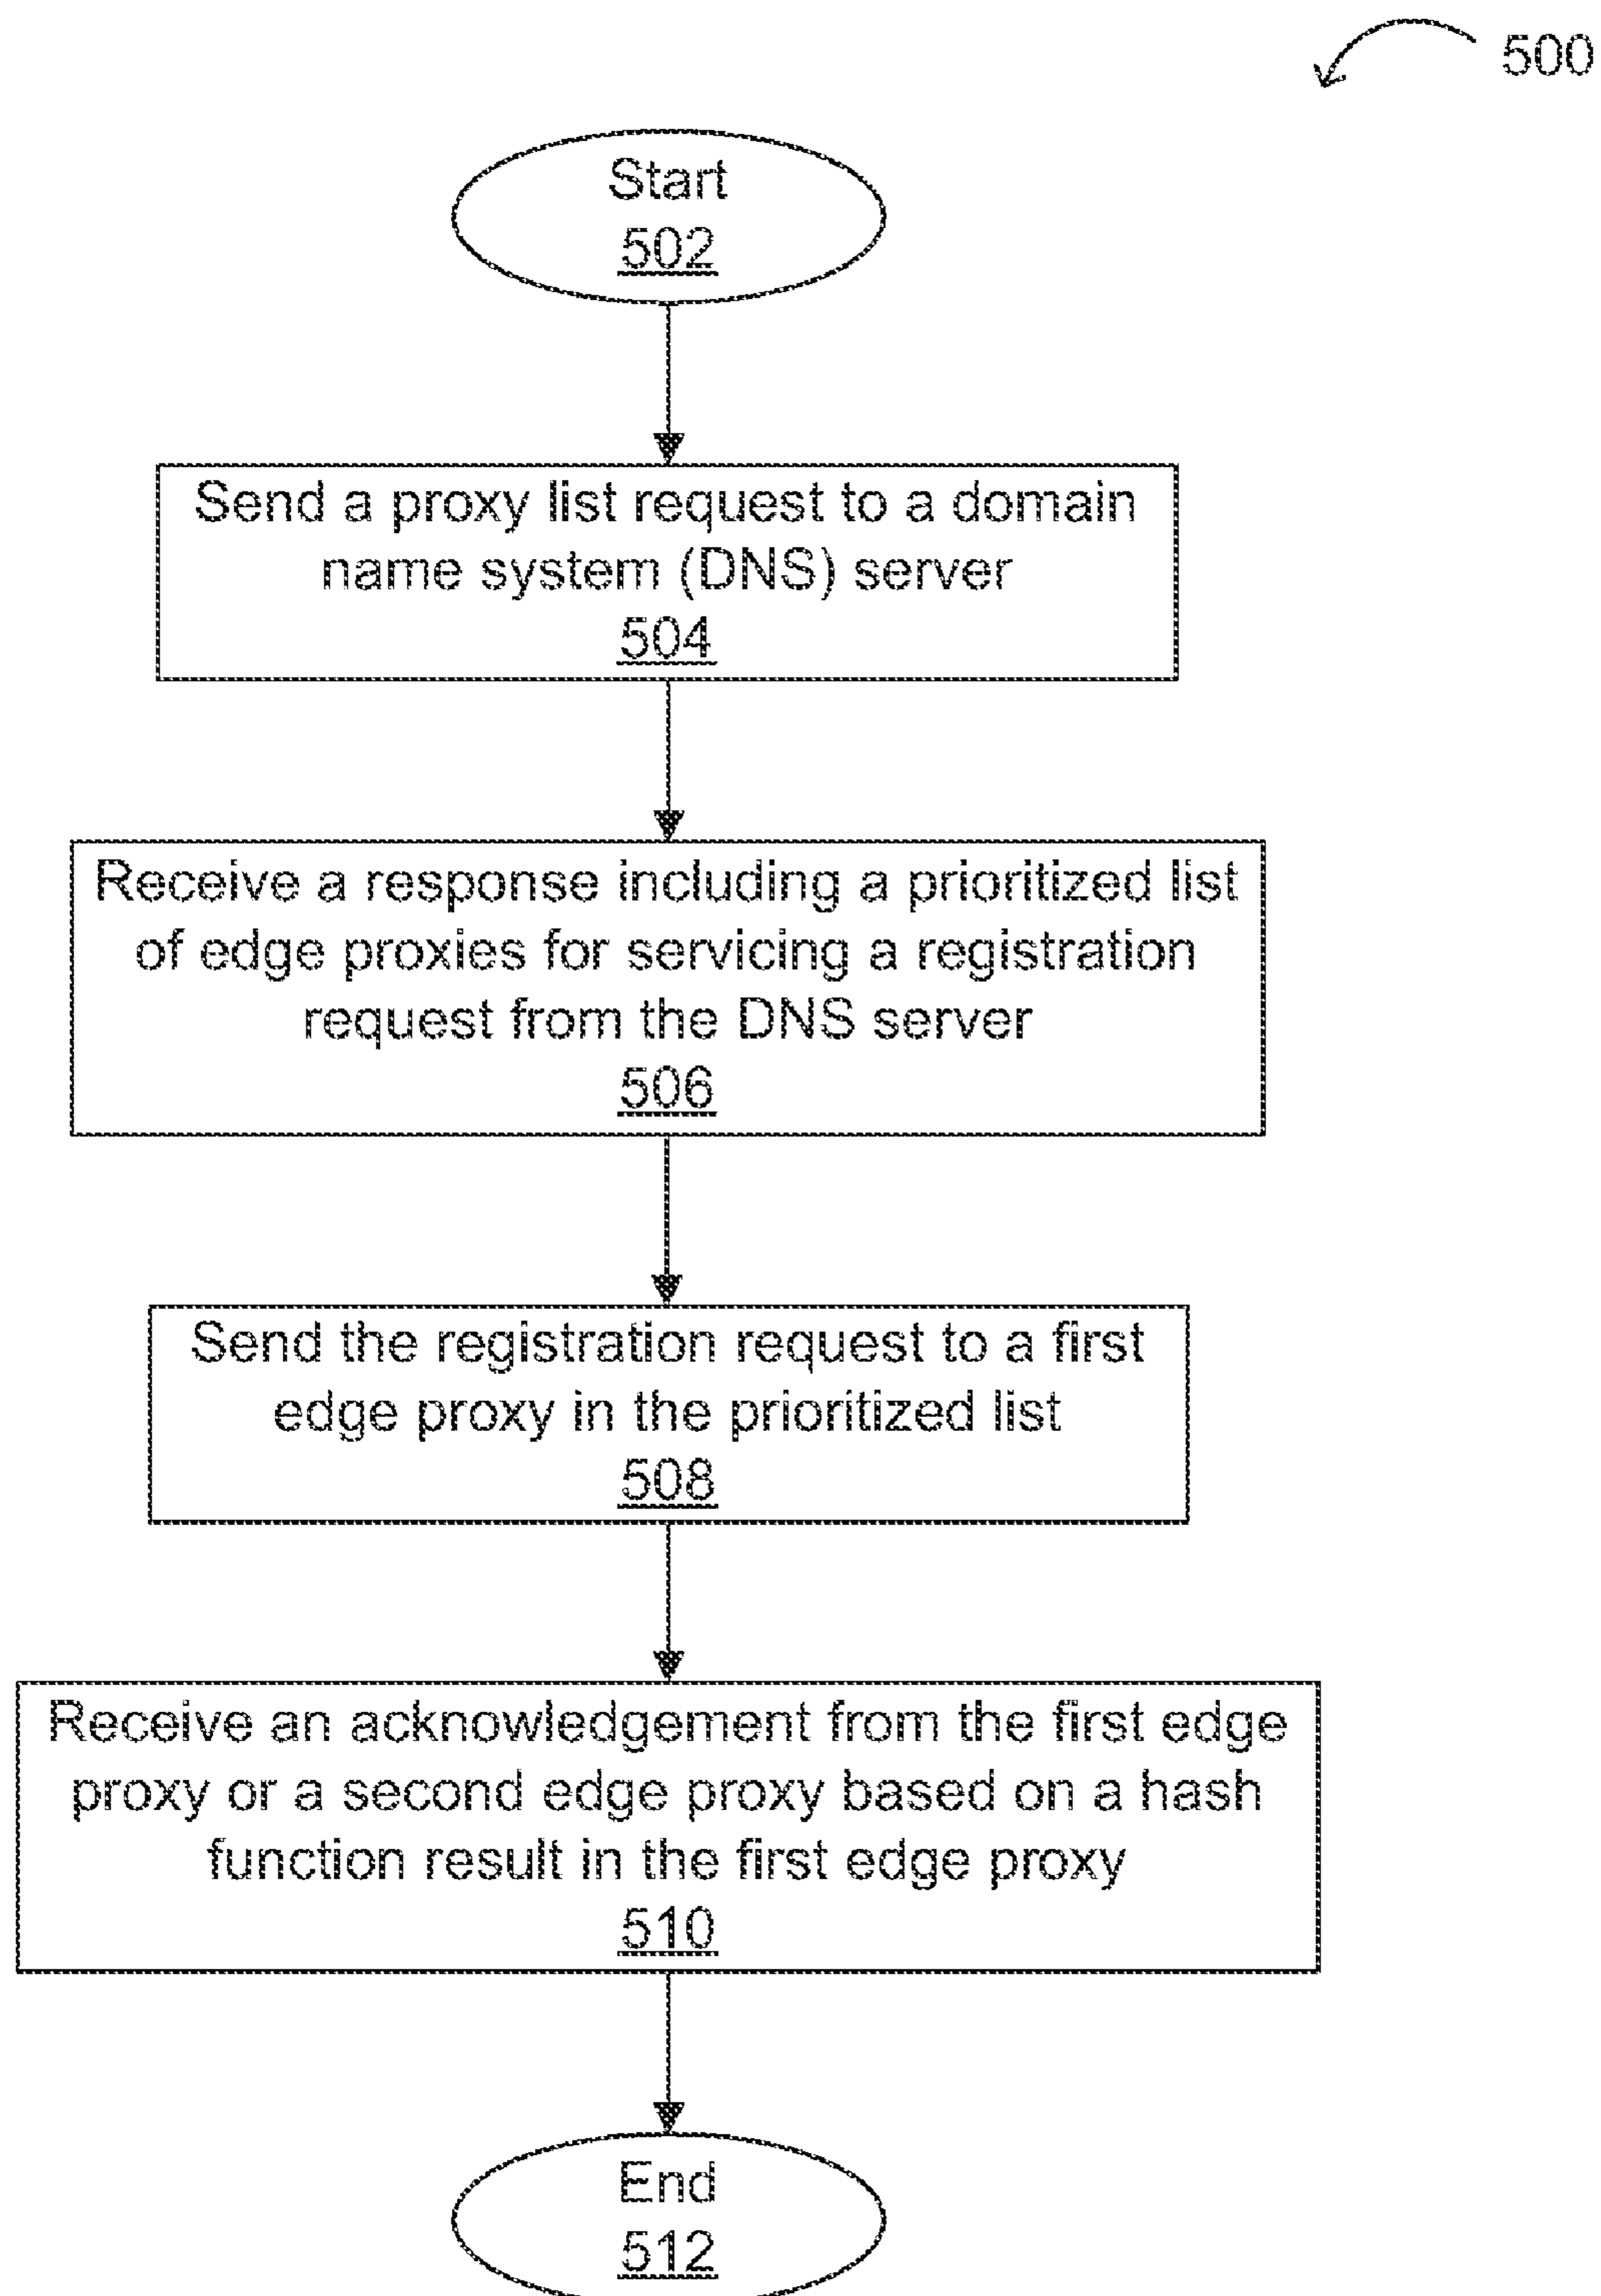 500
Start
502
Send a proxy list request to a domain
name system (DNS) server
504
Receive a response including a prioritized list
of edge proxies for servicing a registration
request from the DNS server
506
Send the registration request to a first
edge proxy in the prioritized list
508
Receive an acknowledgement from the first edge
proxy or a second edge proxy based on a hash
function result in the first edge proxy
510
End
512